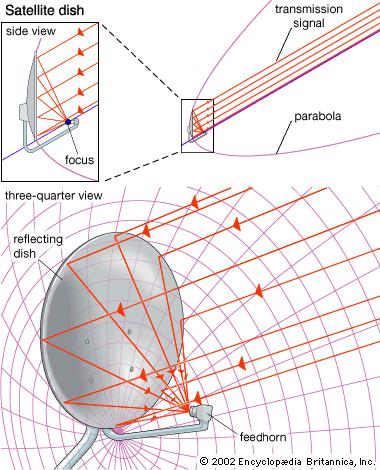 Satellite dish
side view
focus
transmission
signal
parabola
three-quarter view
reflecting
dish
feedhorn
© 2002 Encyclopædia Britannica, Inc.